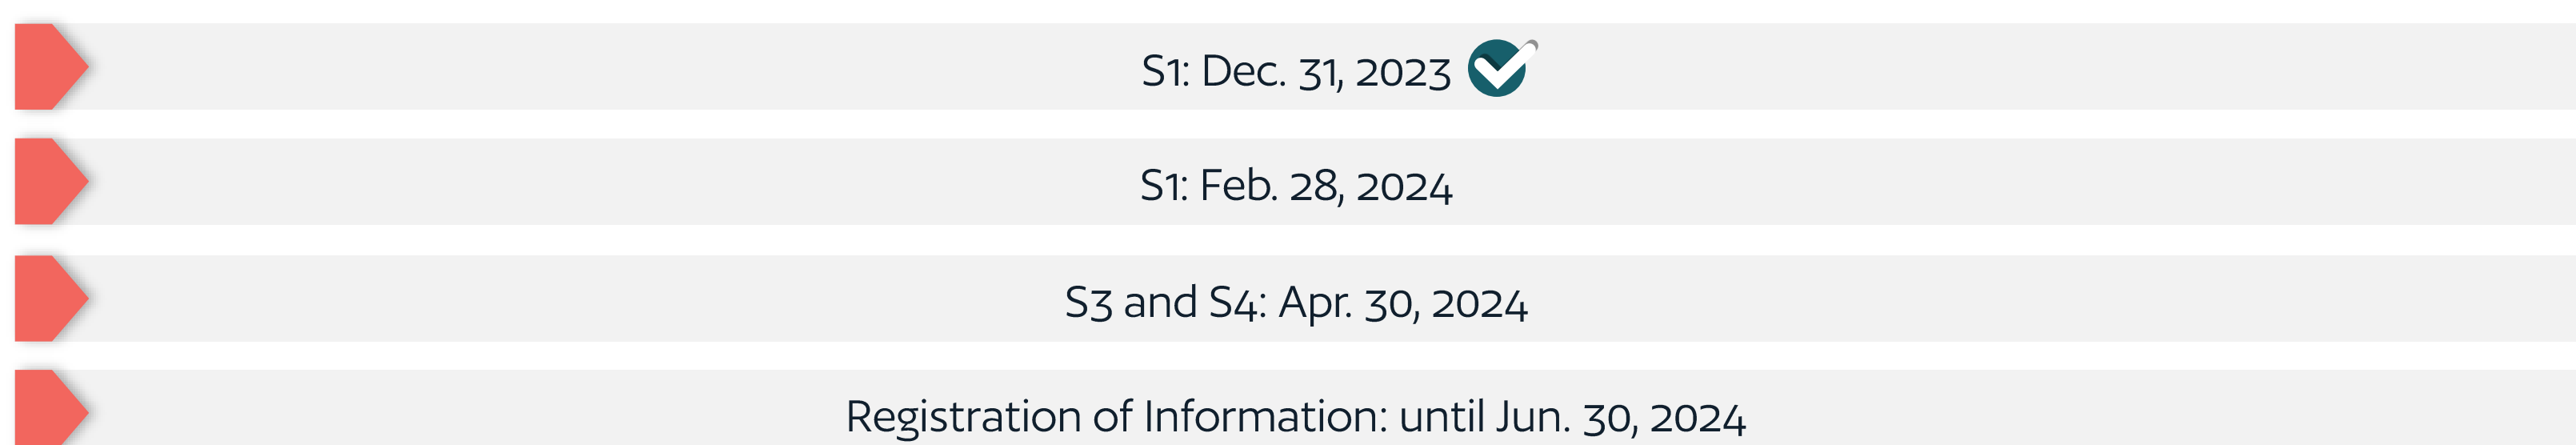 S1: Dec. 31, 2023
S1: Feb. 28, 2024
S3 and S4: Apr. 30, 2024
Registration of Information: until Jun. 30, 2024